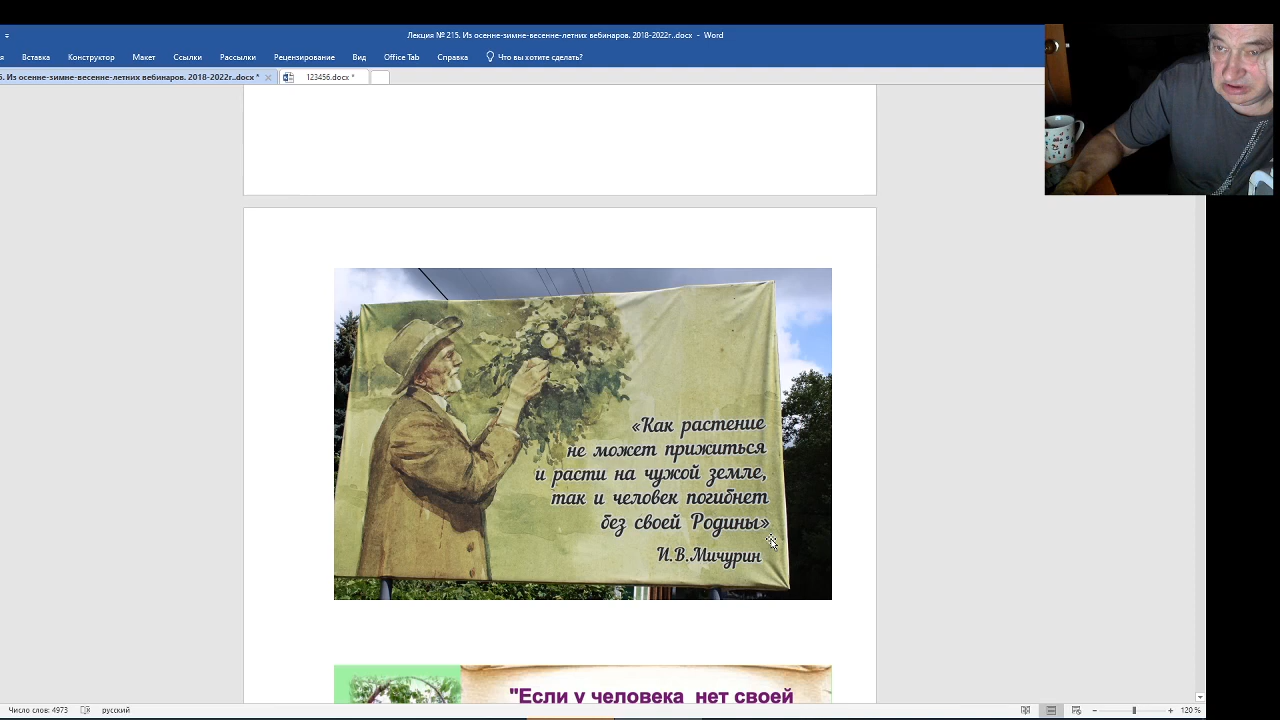 Лекция № 215. Из осенне-зимне-весенне-летних вебинаров. 2018-2022г..docx - Word
Вставка Конструктор Макет Ссылки Рассылки Рецензирование Вид Office Tab Справка Что вы хотите сделать?
. Из осенне-зимне-весенне-летних вебинаров. 2018-2022г..docx * 123456.docx *
«Как растение
не может прижиться
и расти на чужой земле,
так и человек погибнет
без своей Родины»
И.В.Мичурин
"Если у человека нет своей
Число слов: 4973 русский 120 %